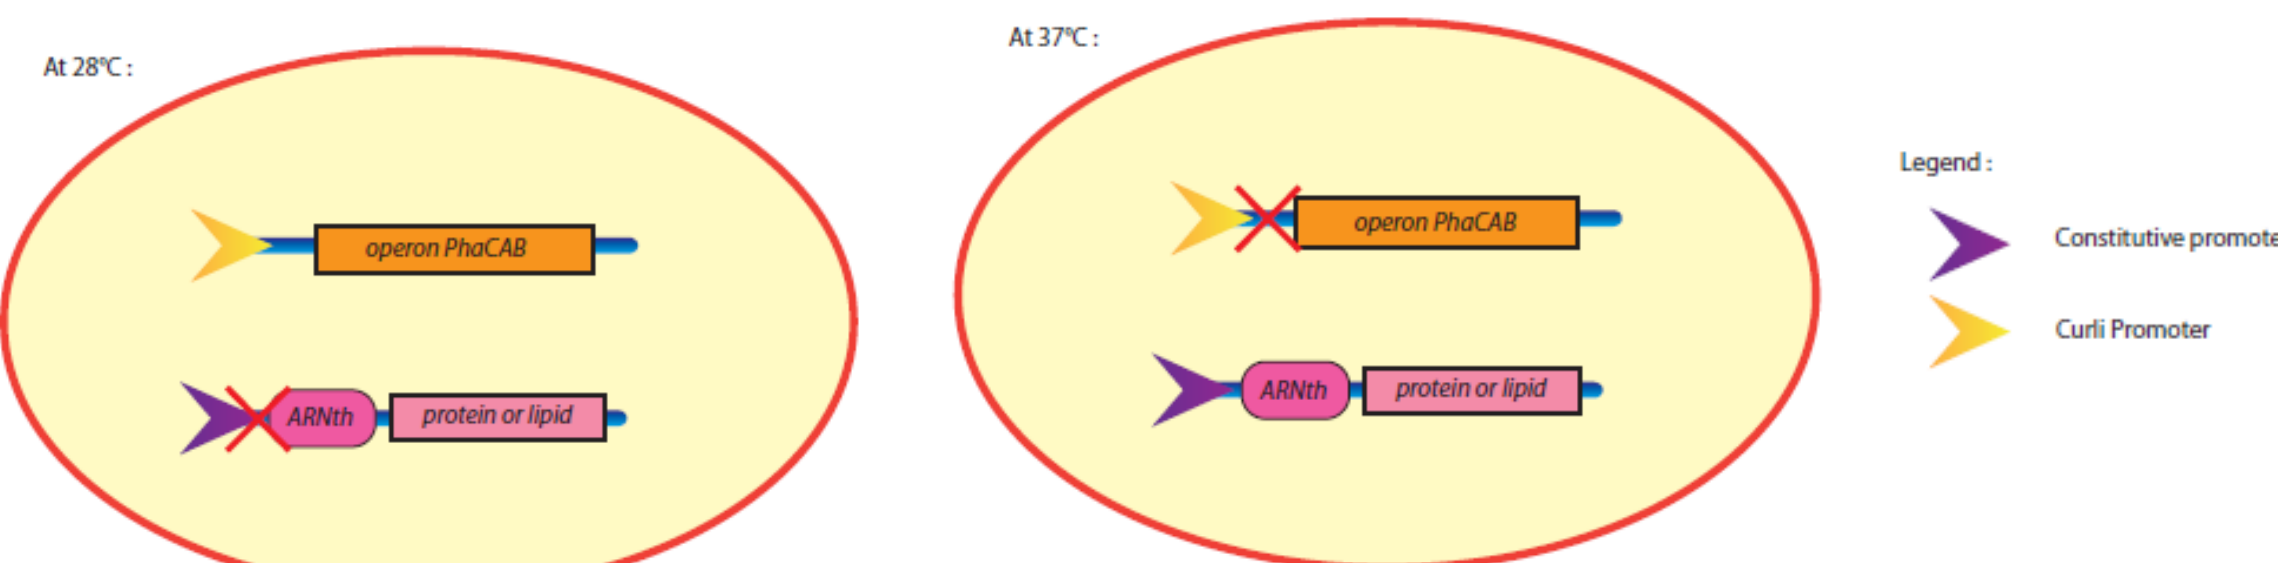 At 28°C :
operon PhaCAB
ARNth
protein or lipid
At 37°C :
operon PhaCAB
ARNth
protein or lipid
Legend :
Constitutive promote
Curli Promoter